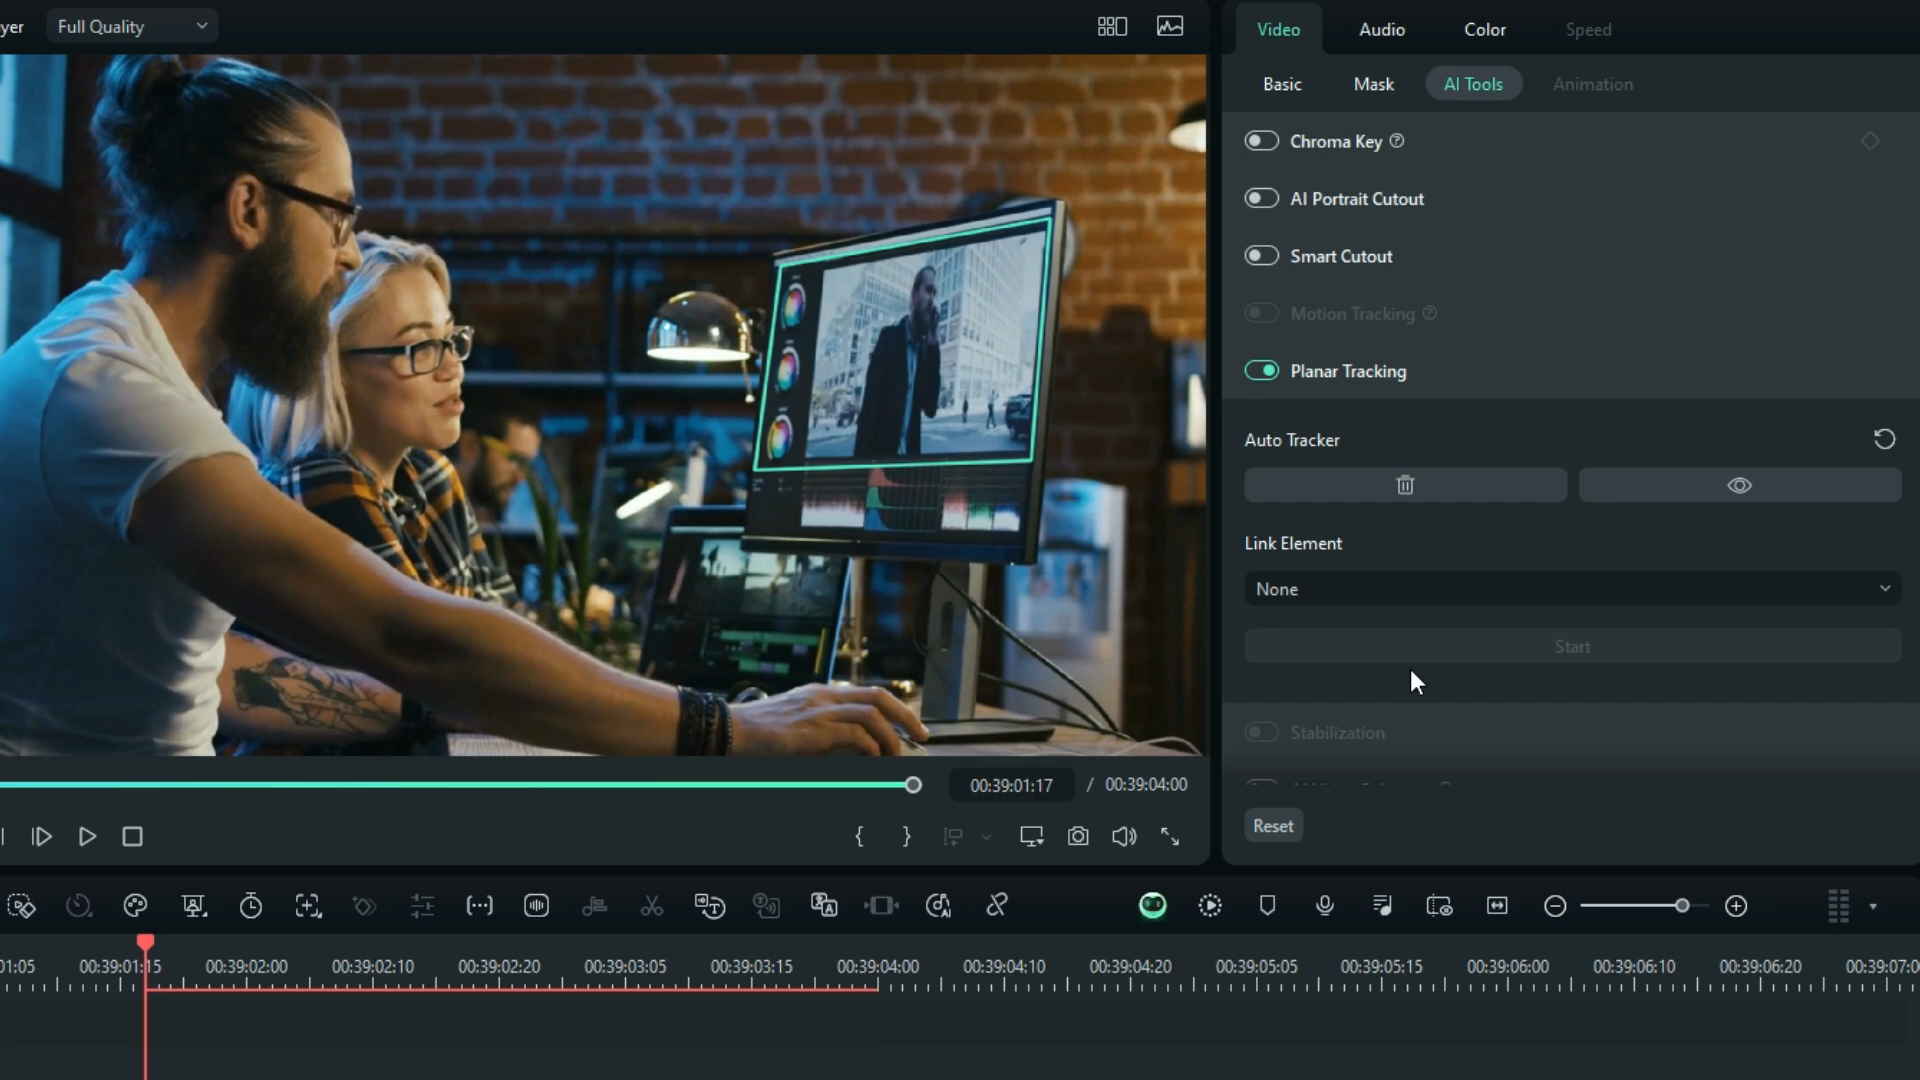 Full Quality
Video
Audio
Color
Speed
Basic
Mask
AI Tools
Animation
Chroma Key
AI Portrait Cutout
Smart Cutout
Motion Tracking
Planar Tracking
Auto Tracker
Link Element
None
Start
Stabilization
Reset
00:39:01:17 / 00:39:04:00
01:05 00:39:01:15 00:39:02:00 00:39:02:10 00:39:02:20 00:39:03:05 00:39:03:15 00:39:04:00 00:39:04:10 00:39:04:20 00:39:05:05 00:39:05:15 00:39:06:00 00:39:06:10 00:39:06:20 00:39:07:0